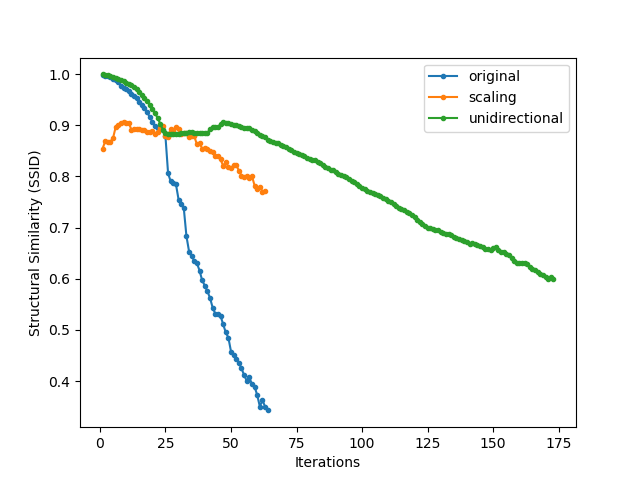 original
scaling
unidirectional
Structural Similarity (SSID)
1.0
0.9
0.8
0.7
0.6
0.5
0.4
0 25 50 75 100 125 150 175
Iterations